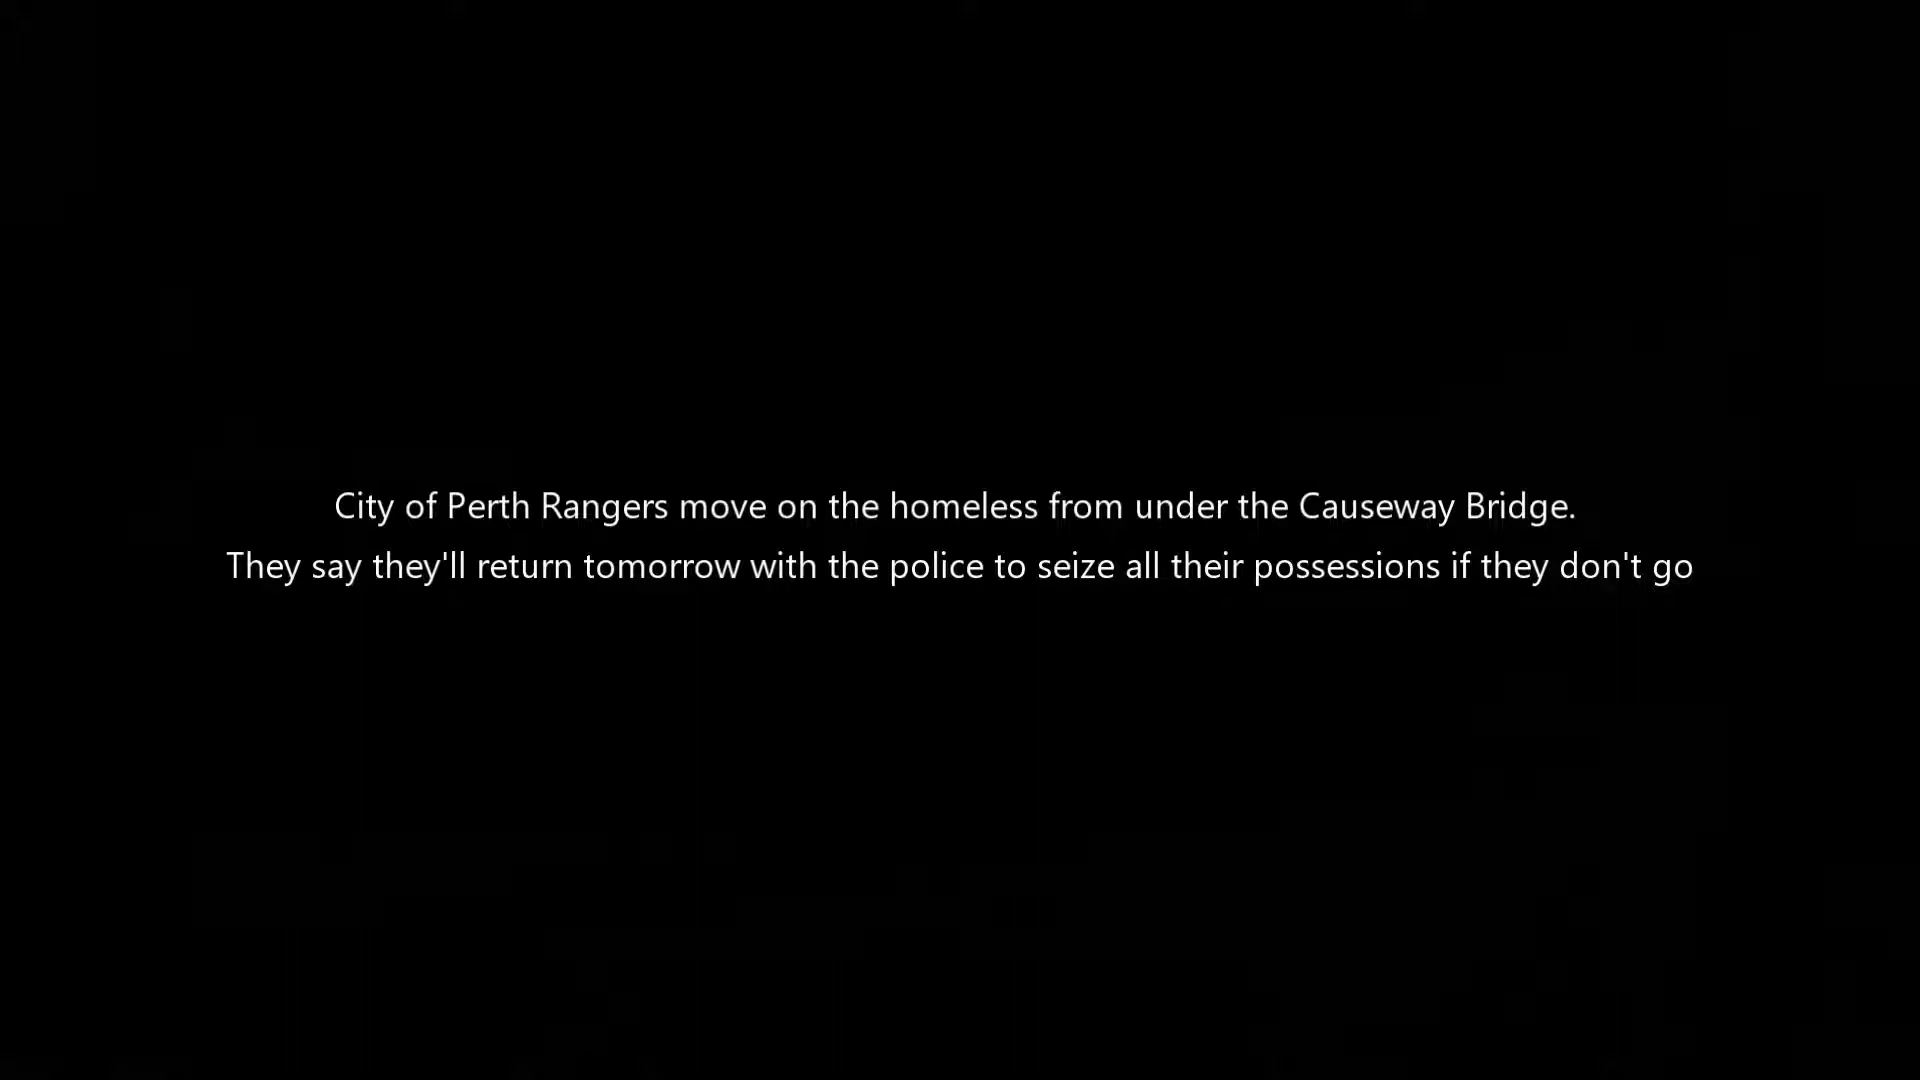 City of Perth Rangers move on the homeless from under the Causeway Bridge.
They say they'll return tomorrow with the police to seize all their possessions if they don't go